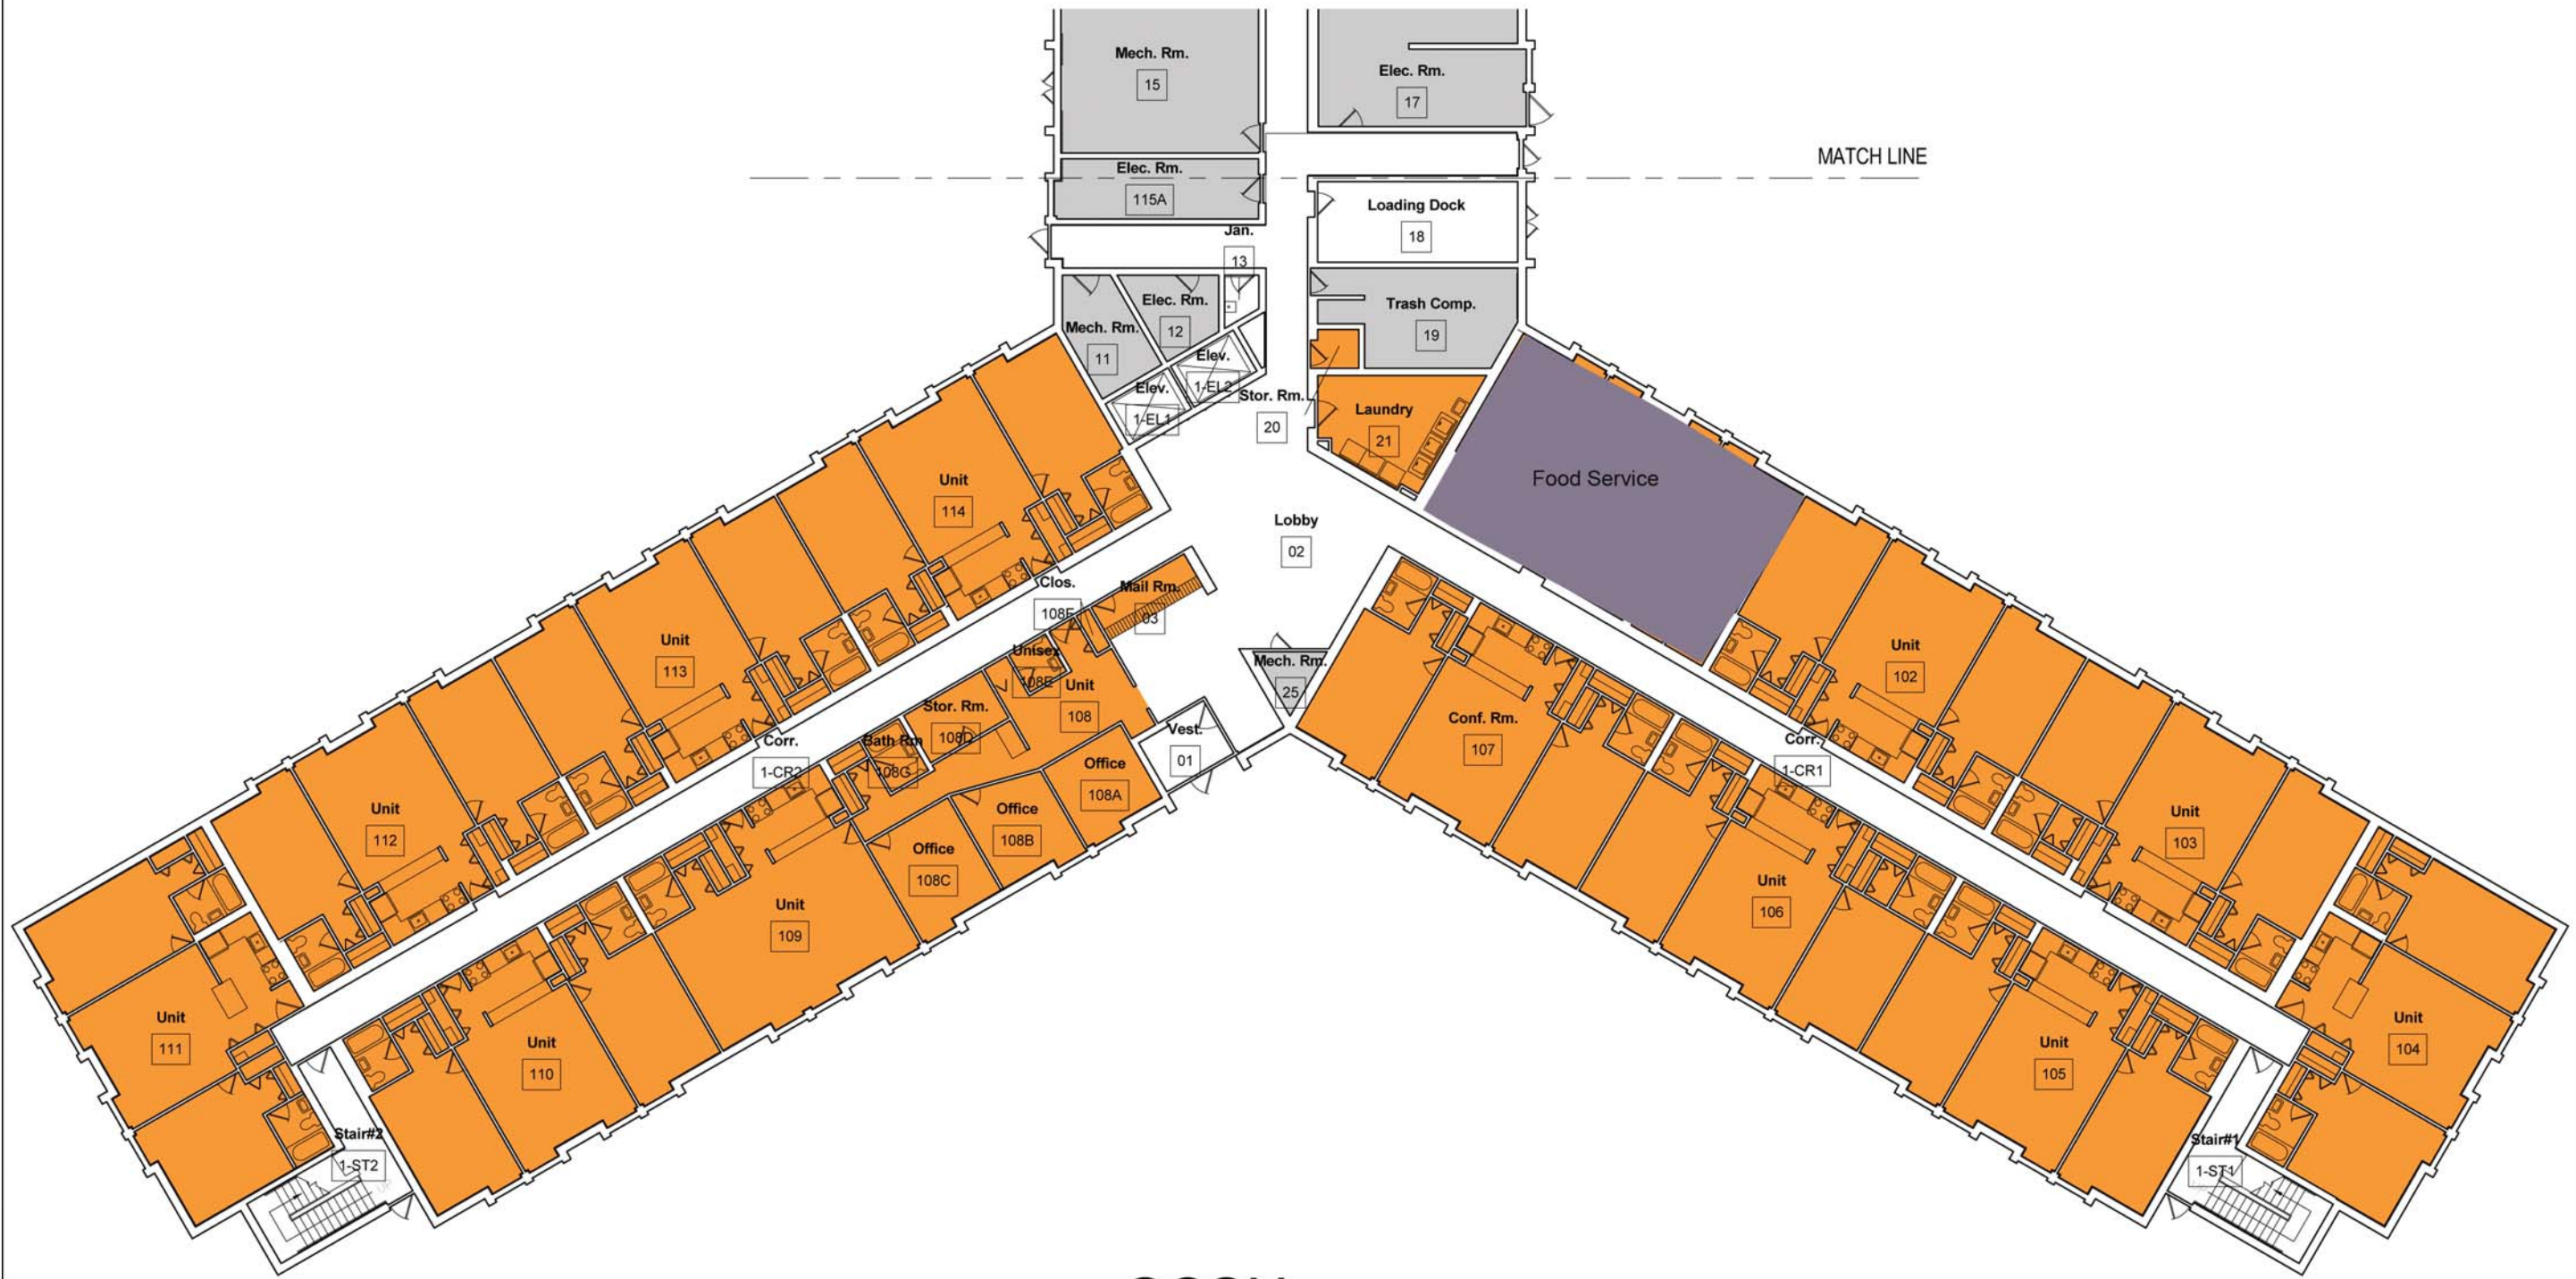 Mech. Rm.
15
Elec. Rm.
17
MATCH LINE
Elec. Rm.
115A
Loading Dock
18
Jan.
13
Elec. Rm.
12
Mech. Rm.
11
Trash Comp.
19
Elev.
1-EL2
Elev.
1-EL1
Stor. Rm.
20
Laundry
21
Food Service
Unit
114
Lobby
02
Clos.
108F
Mail Rm.
03
Unit
113
Unisex
108E
Unit
108
Mech. Rm.
25
Unit
102
Stor. Rm.
108D
Conf. Rm.
107
Vest.
01
Corr.
1-CR2
Bath Rm
108G
Corr.
1-CR1
Office
108A
Unit
112
Office
108B
Unit
103
Office
108C
Unit
109
Unit
106
Unit
111
Unit
110
Unit
105
Unit
104
Stair#2
1-ST2
UP
Stair#1
1-ST1